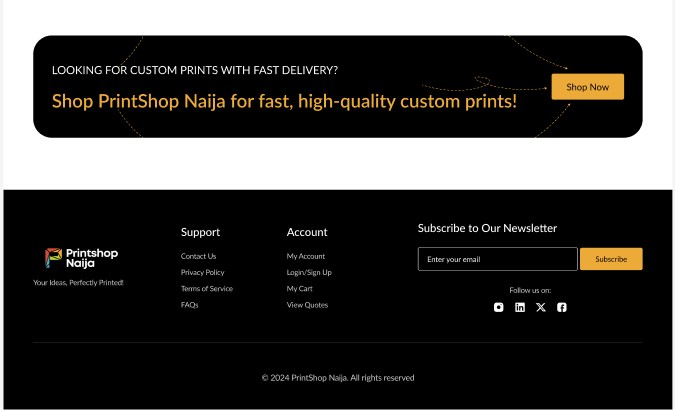 LOOKING FOR CUSTOM PRINTS WITH FAST DELIVERY?
Shop PrintShop Naija for fast, high-quality custom prints!
Shop Now
Printshop
Naija
Your Ideas, Perfectly Printed!
Support
Contact Us
Privacy Policy
Terms of Service
FAQs
Account
My Account
Login/Sign Up
My Cart
View Quotes
Subscribe to Our Newsletter
Enter your email
Subscribe
Follow us on:
© 2024 PrintShop Naija. All rights reserved